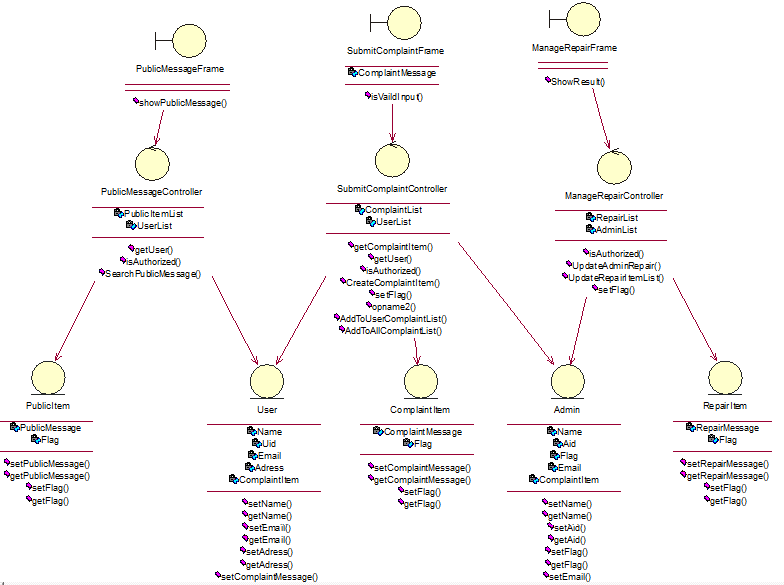 PublicMessageFrame
showPublicMessage()
SubmitComplaintFrame
ComplaintMessage
isVaildInput()
ManageRepairFrame
ShowResult()
PublicMessageController
PublicItemList
UserList
getUser()
isAuthorized()
SearchPublicMessage()
SubmitComplaintController
ComplaintList
UserList
getComplaintItem()
getUser()
isAuthorized()
CreateComplaintItem()
setFlag()
opname2()
AddToUserComplaintList()
AddToAllComplaintList()
ManageRepairController
RepairList
AdminList
isAuthorized()
UpdateAdminRepair()
UpdateRepairItemList()
setFlag()
PublicItem
PublicMessage
Flag
setPublicMessage()
getPublicMessage()
setFlag()
getFlag()
User
Name
Uid
Email
Adress
ComplaintItem
setName()
getName()
setEmail()
getEmail()
setAdress()
getAdress()
setComplaintMessage()
ComplaintItem
ComplaintMessage
Flag
setComplaintMessage()
getComplaintMessage()
setFlag()
getFlag()
Admin
Name
Aid
Flag
Email
ComplaintItem
setName()
getName()
setAid()
getAid()
setFlag()
getFlag()
setEmail()
RepairItem
RepairMessage
Flag
setRepairMessage()
getRepairMessage()
setFlag()
getFlag()